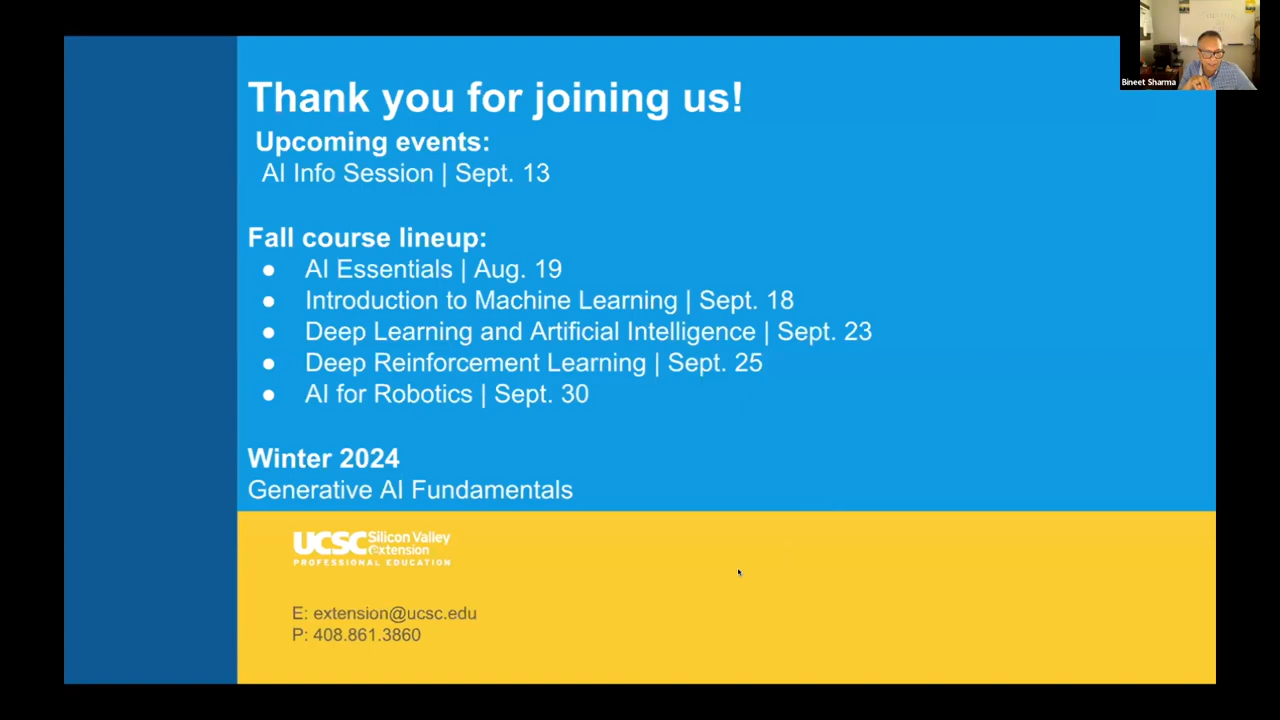 Thank you for joining us!
Upcoming events:
AI Info Session | Sept. 13
Fall course lineup:
● AI Essentials | Aug. 19
● Introduction to Machine Learning | Sept. 18
● Deep Learning and Artificial Intelligence | Sept. 23
● Deep Reinforcement Learning | Sept. 25
● AI for Robotics | Sept. 30
Winter 2024
Generative AI Fundamentals
UCSC Silicon Valley
Extension
PROFESSIONAL EDUCATION
E: extension@ucsc.edu
P: 408.861.3860
Bineet Sharma